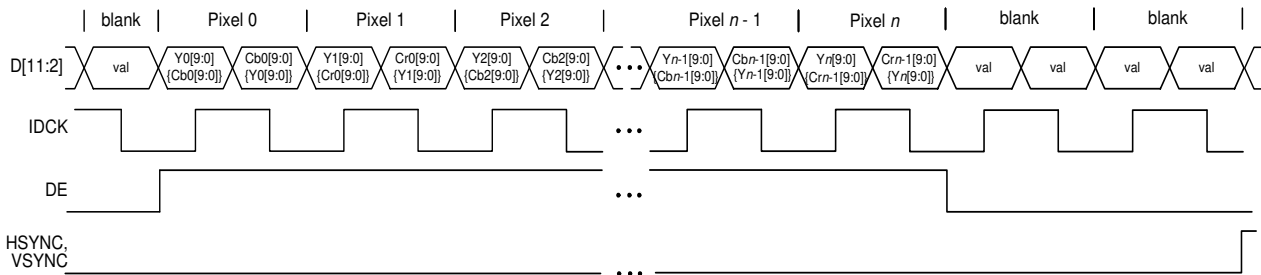 blank Pixel 0 Pixel 1 Pixel 2 Pixel n - 1 Pixel n blank blank
D[11:2]
val
Y0[9:0]
{Cb0[9:0]}
Cb0[9:0]
{Y0[9:0]}
Y1[9:0]
{Cr0[9:0]}
Cr0[9:0]
{Y1[9:0]}
Y2[9:0]
{Cb2[9:0]}
Cb2[9:0]
{Y2[9:0]}
Yn-1[9:0]
{Cbn-1[9:0]}
Cbn-1[9:0]
{Yn-1[9:0]}
Yn[9:0]
{Crn-1[9:0]}
Crn-1[9:0]
{Yn[9:0]}
val
val
val
val
IDCK
DE
HSYNC,
VSYNC